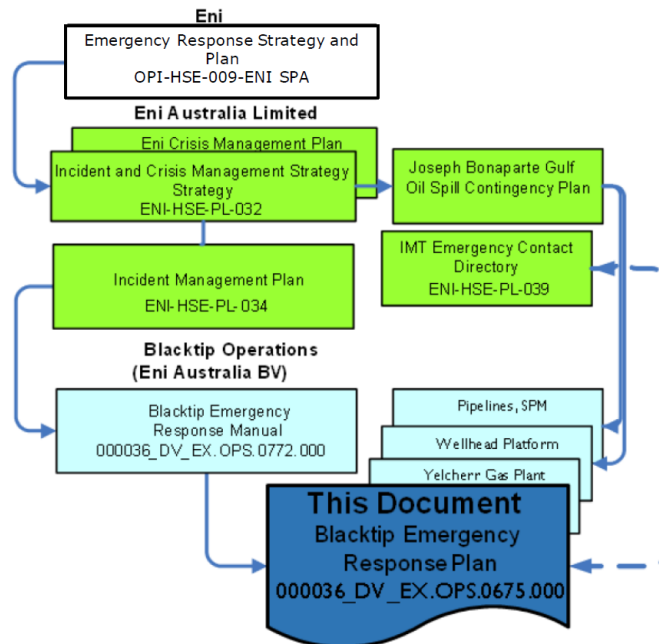 Eni
Emergency Response Strategy and
Plan
OPI-HSE-009-ENI SPA
Eni Australia Limited
Eni Crisis Management Plan
Incident and Crisis Management Strategy
Strategy
ENI-HSE-PL-032
Joseph Bonaparte Gulf
Oil Spill Contingency Plan
IMT Emergency Contact
Directory
ENI-HSE-PL-039
Incident Management Plan
ENI-HSE-PL-034
Blacktip Operations
(Eni Australia BV)
Blacktip Emergency
Response Manual
000036_DV_EX.OPS.0772.000
Pipelines, SPM
Wellhead Platform
Yelcherr Gas Plant
This Document
Blacktip Emergency
Response Plan
000036_DV_EX.OPS.0675.000